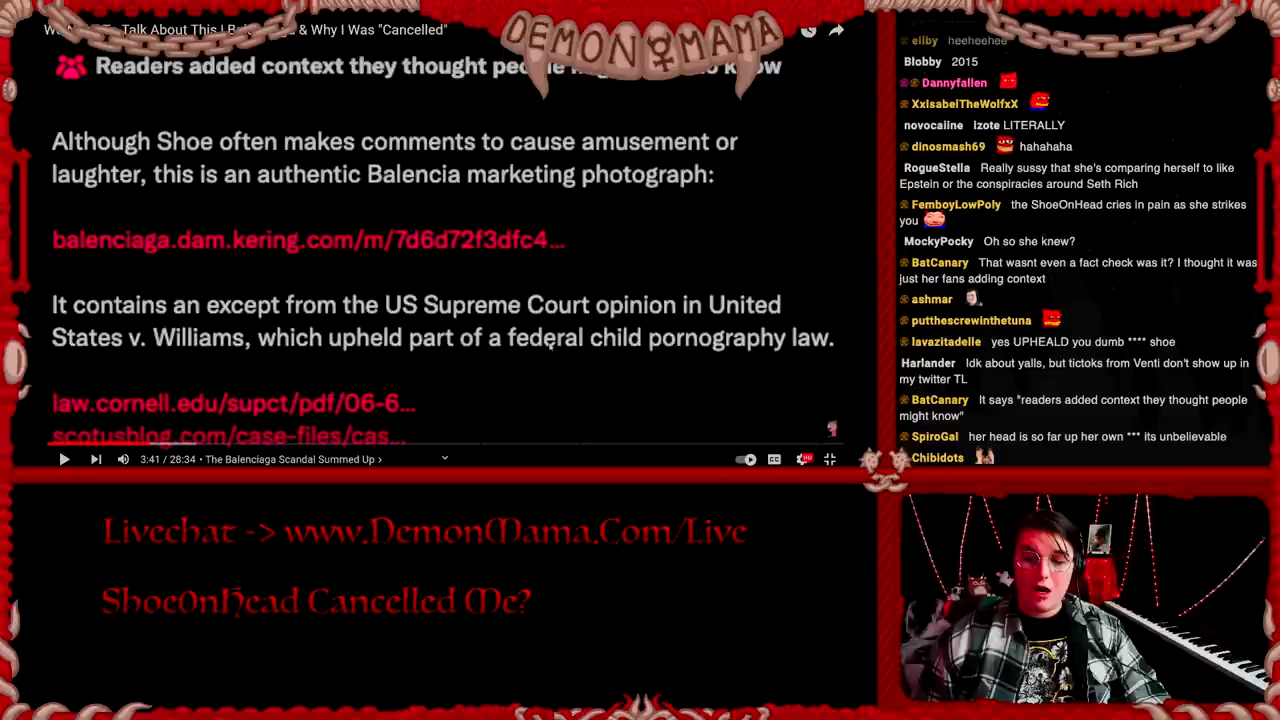 Talk About This
& Why I Was "Cancelled"
DEMON MAMA
Readers added context they thought
Although Shoe often makes comments to cause amusement or
laughter, this is an authentic Balencia marketing photograph:
balenciaga.dam.kering.com/m/7d6d72f3dfc4...
It contains an except from the US Supreme Court opinion in United
States v. Williams, which upheld part of a federal child pornography law.
law.cornell.edu/supct/pdf/06-6...
scotusblog.com/case-files/cas...
3:41 / 28:34 • The Balenciaga Scandal Summed Up ›
CC
HD
Livechat -> www.DemonMama.Com/Live
ShoeOnHead Cancelled Me?
eilby heeheehee
Blobby 2015
Dannyfallen
XxIsabelTheWolfxX
novocaiine izote LITERALLY
dinosmash69 hahahaha
RogueStella Really sussy that she's comparing herself to like
Epstein or the conspiracies around Seth Rich
FemboyLowPoly the ShoeOnHead cries in pain as she strikes
you
MockyPocky Oh so she knew?
BatCanary That wasnt even a fact check was it? I thought it was
just her fans adding context
ashmar
putthescrewinthetuna
lavazitadelle yes UPHEALD you dumb **** shoe
Harlander Idk about yalls, but tictoks from Venti don't show up in
my twitter TL
BatCanary It says "readers added context they thought people
might know"
SpiroGal her head is so far up her own *** its unbelievable
Chibidots